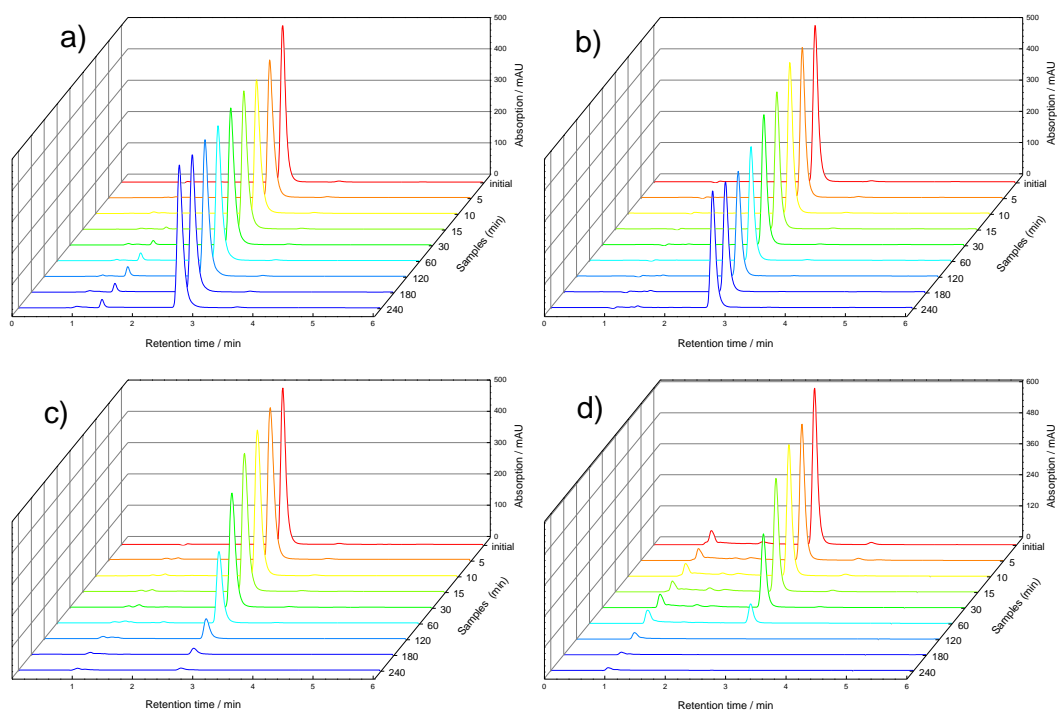 a)
500
400
300
200
100
0
Absorption / mAU
initial
5
10
15
30
60
120
180
240
Samples (min)
0 1 2 3 4 5 6
Retention time / min
b)
500
400
300
200
100
0
Absorption / mAU
initial
5
10
15
30
60
120
180
240
Samples (min)
0 1 2 3 4 5 6
Retention time / min
c)
500
400
300
200
100
0
Absorption / mAU
initial
5
10
15
30
60
120
180
240
Samples (min)
0 1 2 3 4 5 6
Retention time / min
d)
600
480
360
240
120
0
Absorption / mAU
initial
5
10
15
30
60
120
180
240
Samples (min)
0 1 2 3 4 5 6
Retention time / min